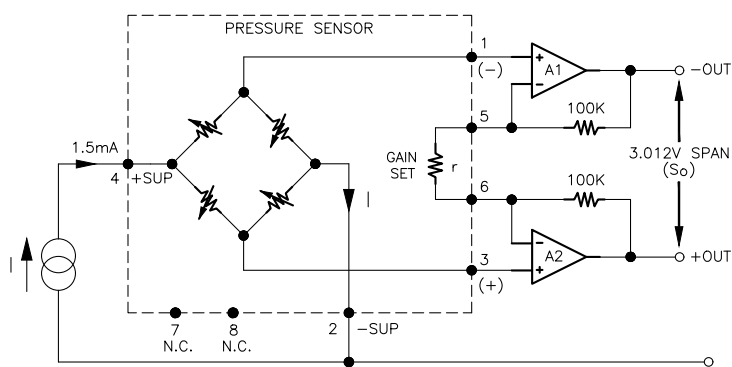 PRESSURE SENSOR
1
(−)
+
A1
−
−OUT
100K
5
1.5mA
4
+SUP
GAIN
SET
r
3.012V SPAN
(So)
I
6
100K
I
−
A2
+
3
(+)
+OUT
7
N.C.
8
N.C.
2
−SUP